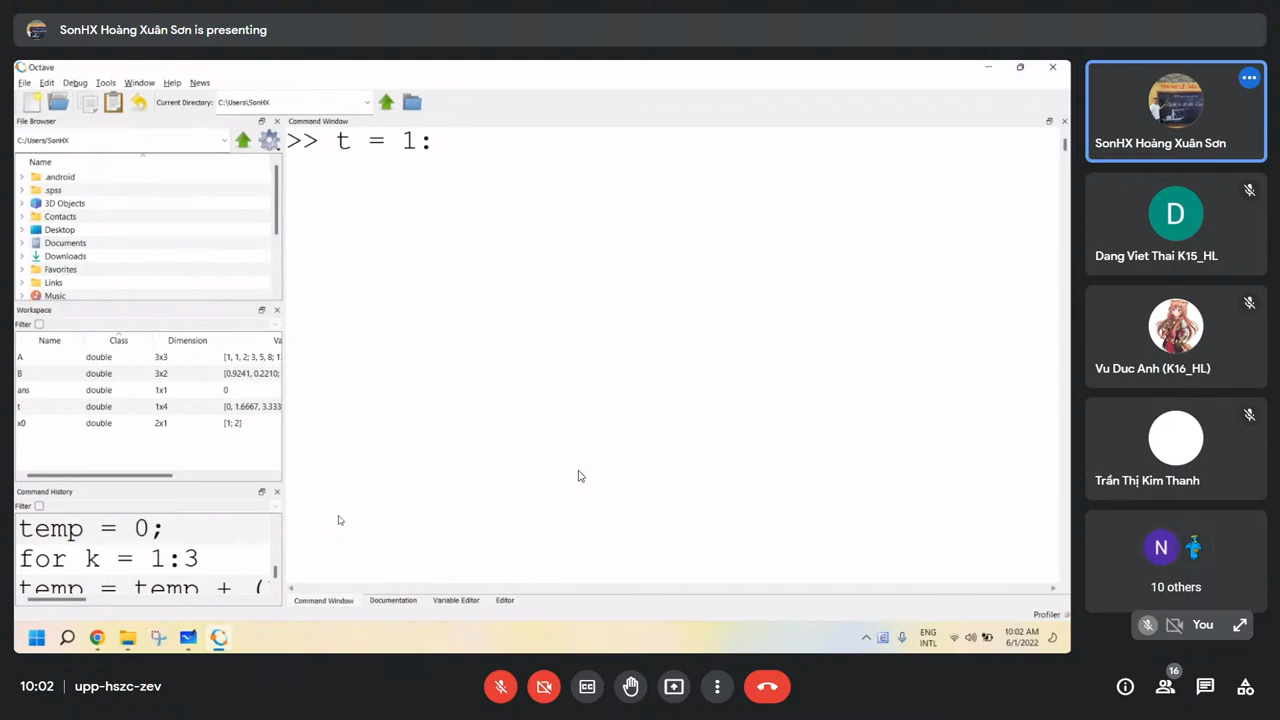 SonHX Hoàng Xuân Sơn is presenting
Octave
File Edit Debug Tools Window Help News
Current Directory: C:\Users\SonHX
File Browser
C:/Users/SonHX
Name
.android
.spss
3D Objects
Contacts
Desktop
Documents
Downloads
Favorites
Links
Music
Workspace
Filter
Name Class Dimension Va
A double 3x3 [1, 1, 2; 3, 5, 8; 1
B double 3x2 [0.9241, 0.2210;
ans double 1x1 0
t double 1x4 [0, 1.6667, 3.333
x0 double 2x1 [1; 2]
Command History
Filter
temp = 0;
for k = 1:3
temp = temp + (
Command Window
>> t = 1:
Command Window Documentation Variable Editor Editor
Profiler
ENG
INTL
10:02 AM
6/1/2022
SonHX Hoàng Xuân Sơn
D
Dang Viet Thai K15_HL
Vu Duc Anh (K16_HL)
Trần Thị Kim Thanh
N
10 others
You
10:02 | upp-hszc-zev
16